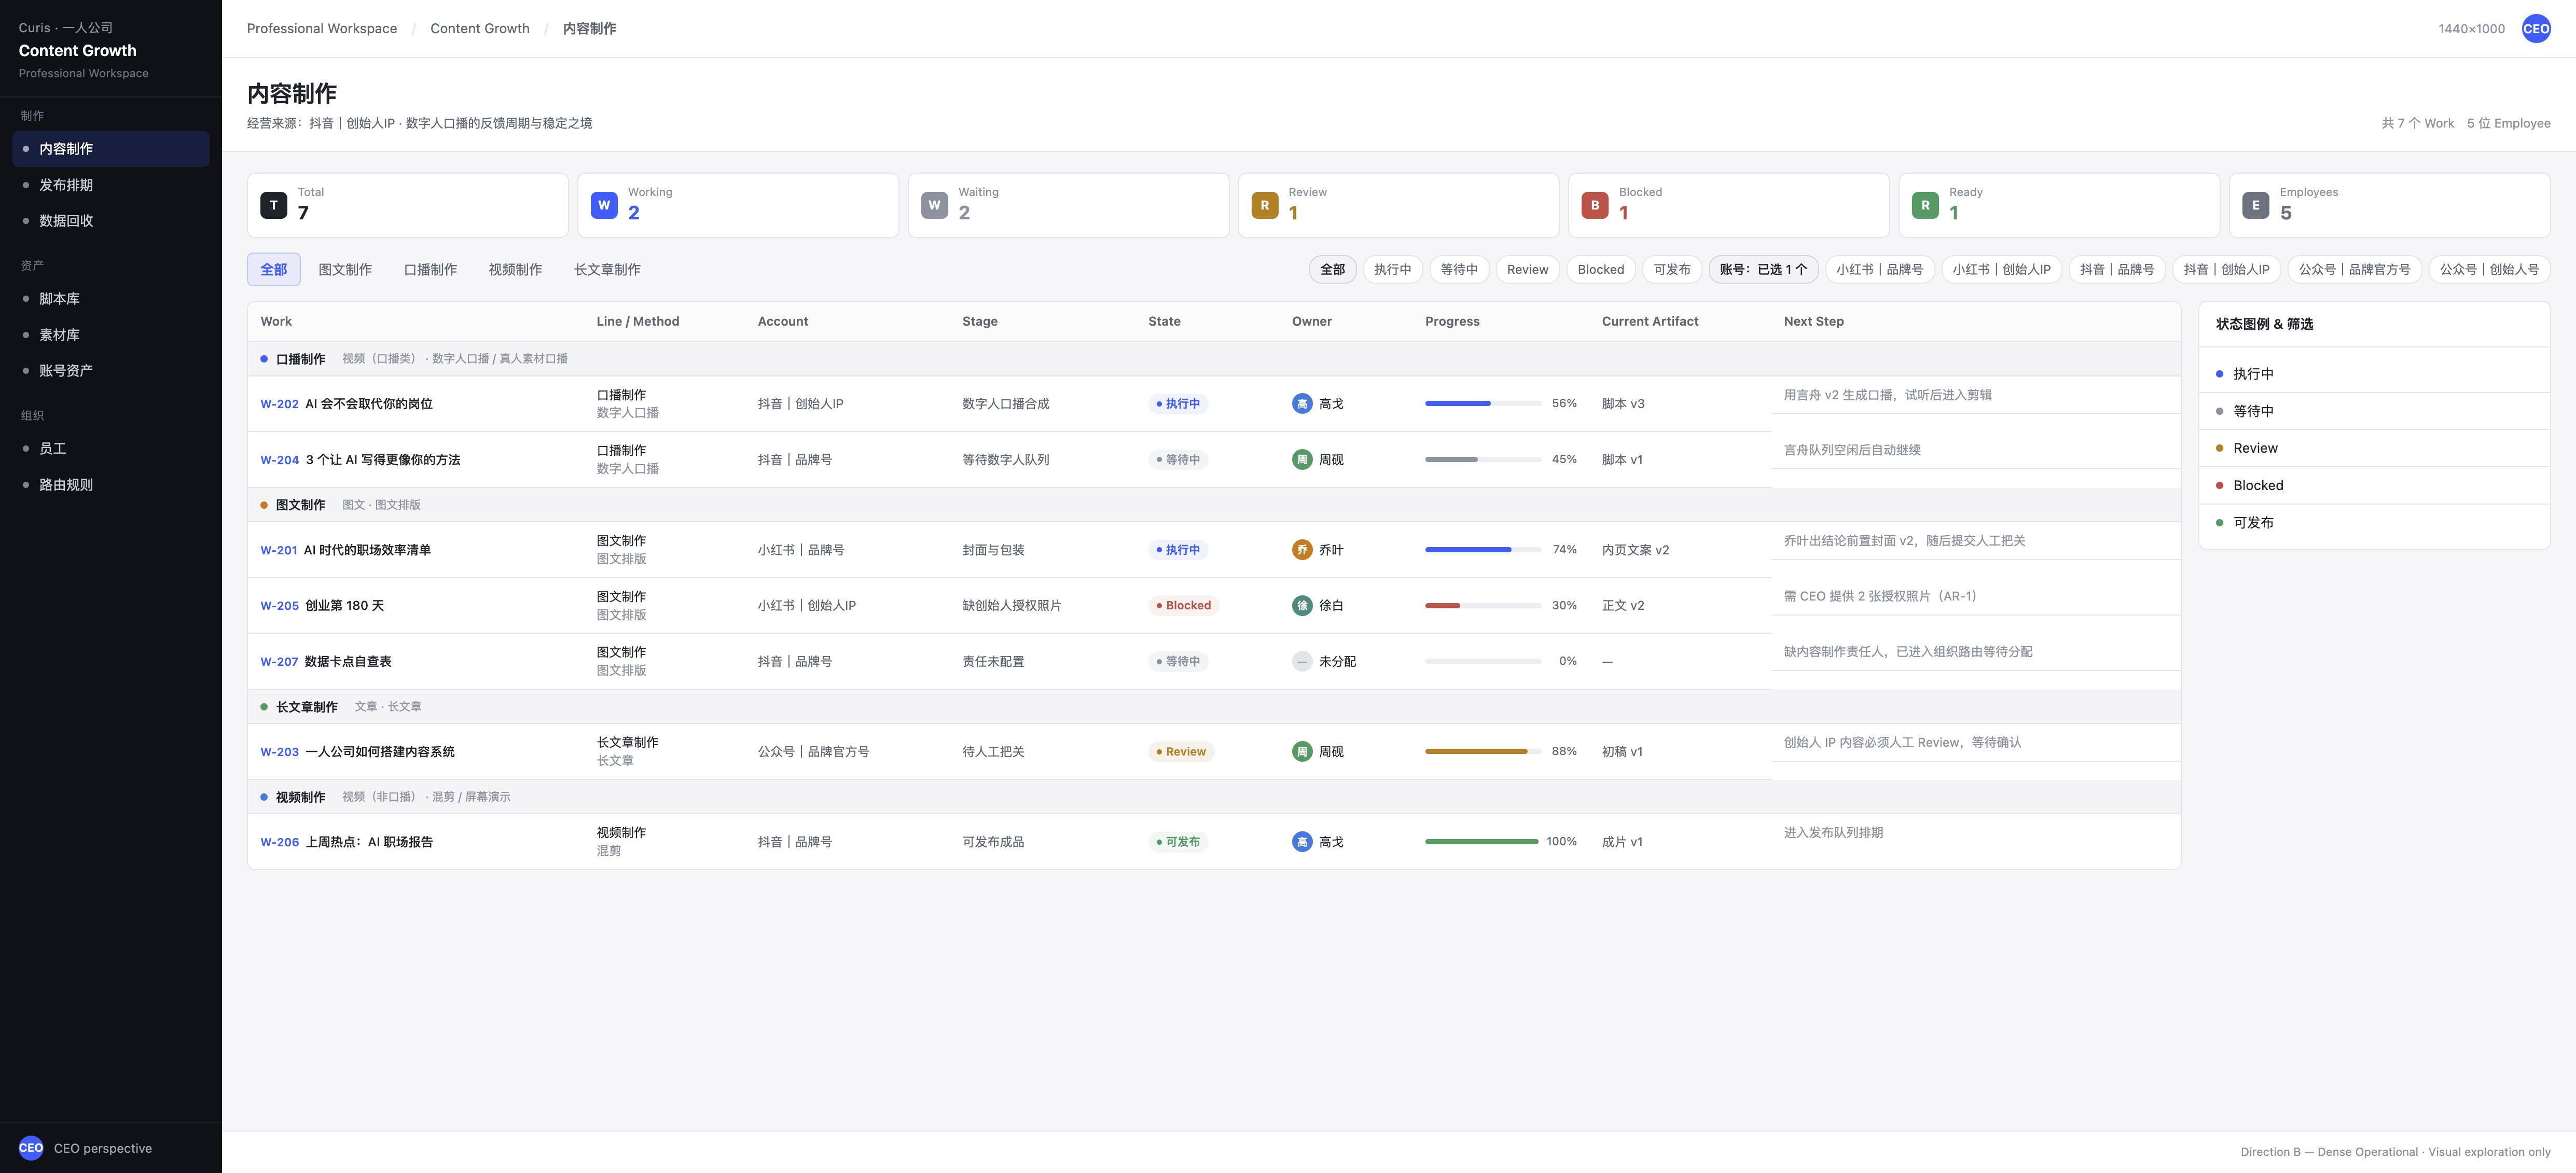 Curis · 一人公司
Content Growth
Professional Workspace
制作
内容制作
发布排期
数据回收
资产
脚本库
素材库
账号资产
组织
员工
路由规则
CEO CEO perspective
Professional Workspace / Content Growth / 内容制作
1440×1000 CEO
内容制作
经营来源：抖音｜创始人IP · 数字人口播的反馈周期与稳定之境
共 7 个 Work 5 位 Employee
T Total 7
W Working 2
W Waiting 2
R Review 1
B Blocked 1
R Ready 1
E Employees 5
全部 图文制作 口播制作 视频制作 长文章制作
全部 执行中 等待中 Review Blocked 可发布 账号：已选 1 个 小红书｜品牌号 小红书｜创始人IP 抖音｜品牌号 抖音｜创始人IP 公众号｜品牌官方号 公众号｜创始人号
Work Line / Method Account Stage State Owner Progress Current Artifact Next Step
口播制作 视频（口播类） · 数字人口播 / 真人素材口播
W-202 AI 会不会取代你的岗位 口播制作 数字人口播 抖音｜创始人IP 数字人口播合成 执行中 高 高戈 56% 脚本 v3 用言舟 v2 生成口播，试听后进入剪辑
W-204 3 个让 AI 写得更像你的方法 口播制作 数字人口播 抖音｜品牌号 等待数字人队列 等待中 周 周砚 45% 脚本 v1 言舟队列空闲后自动继续
图文制作 图文 · 图文排版
W-201 AI 时代的职场效率清单 图文制作 图文排版 小红书｜品牌号 封面与包装 执行中 乔 乔叶 74% 内页文案 v2 乔叶出结论前置封面 v2，随后提交人工把关
W-205 创业第 180 天 图文制作 图文排版 小红书｜创始人IP 缺创始人授权照片 Blocked 徐 徐白 30% 正文 v2 需 CEO 提供 2 张授权照片（AR-1）
W-207 数据卡点自查表 图文制作 图文排版 抖音｜品牌号 责任未配置 等待中 — 未分配 0% — 缺内容制作责任人，已进入组织路由等待分配
长文章制作 文章 · 长文章
W-203 一人公司如何搭建内容系统 长文章制作 长文章 公众号｜品牌官方号 待人工把关 Review 周 周砚 88% 初稿 v1 创始人 IP 内容必须人工 Review，等待确认
视频制作 视频（非口播） · 混剪 / 屏幕演示
W-206 上周热点：AI 职场报告 视频制作 混剪 抖音｜品牌号 可发布成品 可发布 高 高戈 100% 成片 v1 进入发布队列排期
状态图例 & 筛选
执行中
等待中
Review
Blocked
可发布
Direction B — Dense Operational · Visual exploration only